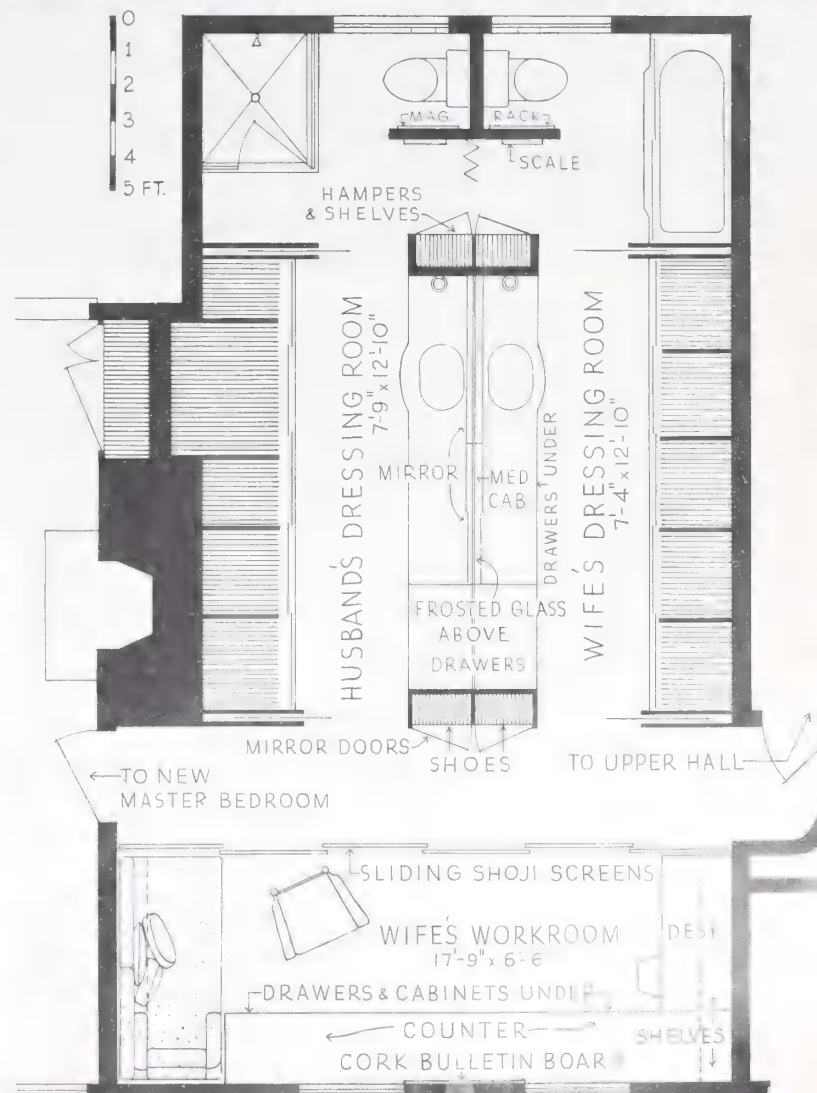 0
1
2
3
4
5 FT.
MAG.
RACK
SCALE
HAMPERS
& SHELVES
HUSBAND'S DRESSING ROOM
7'-9" x 12'-10"
MIRROR
MED
CAB
DRAWERS UNDER
WIFE'S DRESSING ROOM
7'-4" x 12'-10"
FROSTED GLASS
ABOVE
DRAWERS
MIRROR DOORS
SHOES
TO UPPER HALL
TO NEW
MASTER BEDROOM
SLIDING SHOJI SCREENS
WIFE'S WORKROOM
17'-9" x 6'-6
DESK
DRAWERS & CABINETS
COUNTER
SHELVES
CORK BULLETIN BOAR